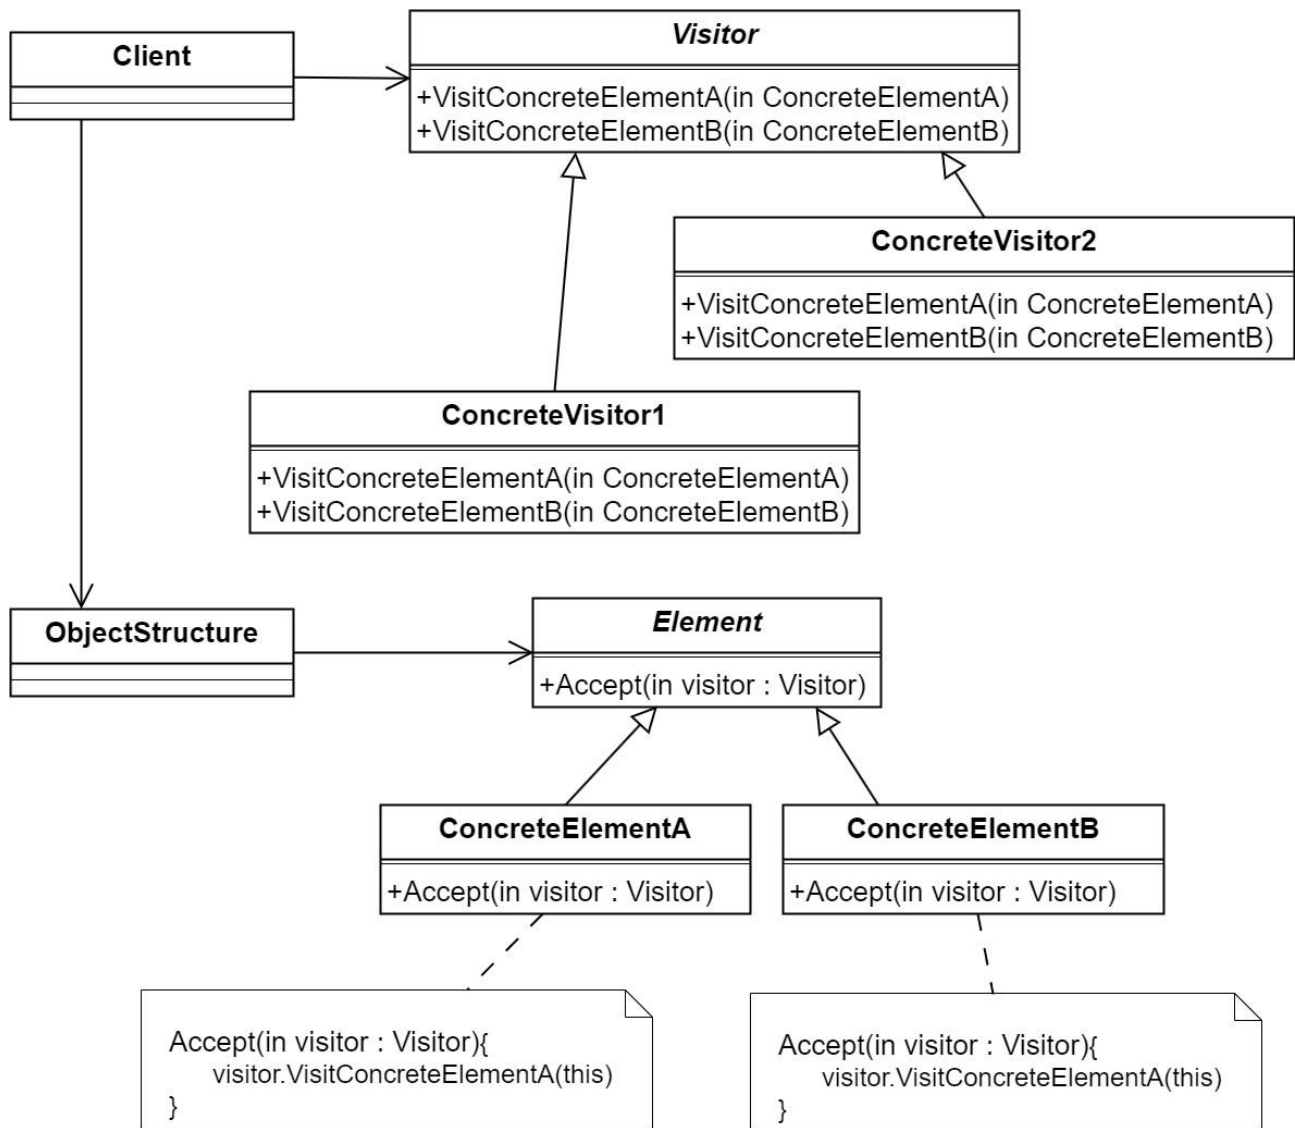 Client
Visitor
+VisitConcreteElementA(in ConcreteElementA)
+VisitConcreteElementB(in ConcreteElementB)
ConcreteVisitor2
+VisitConcreteElementA(in ConcreteElementA)
+VisitConcreteElementB(in ConcreteElementB)
ConcreteVisitor1
+VisitConcreteElementA(in ConcreteElementA)
+VisitConcreteElementB(in ConcreteElementB)
ObjectStructure
Element
+Accept(in visitor : Visitor)
ConcreteElementA
+Accept(in visitor : Visitor)
ConcreteElementB
+Accept(in visitor : Visitor)
Accept(in visitor : Visitor){
visitor.VisitConcreteElementA(this)
}
Accept(in visitor : Visitor){
visitor.VisitConcreteElementA(this)
}